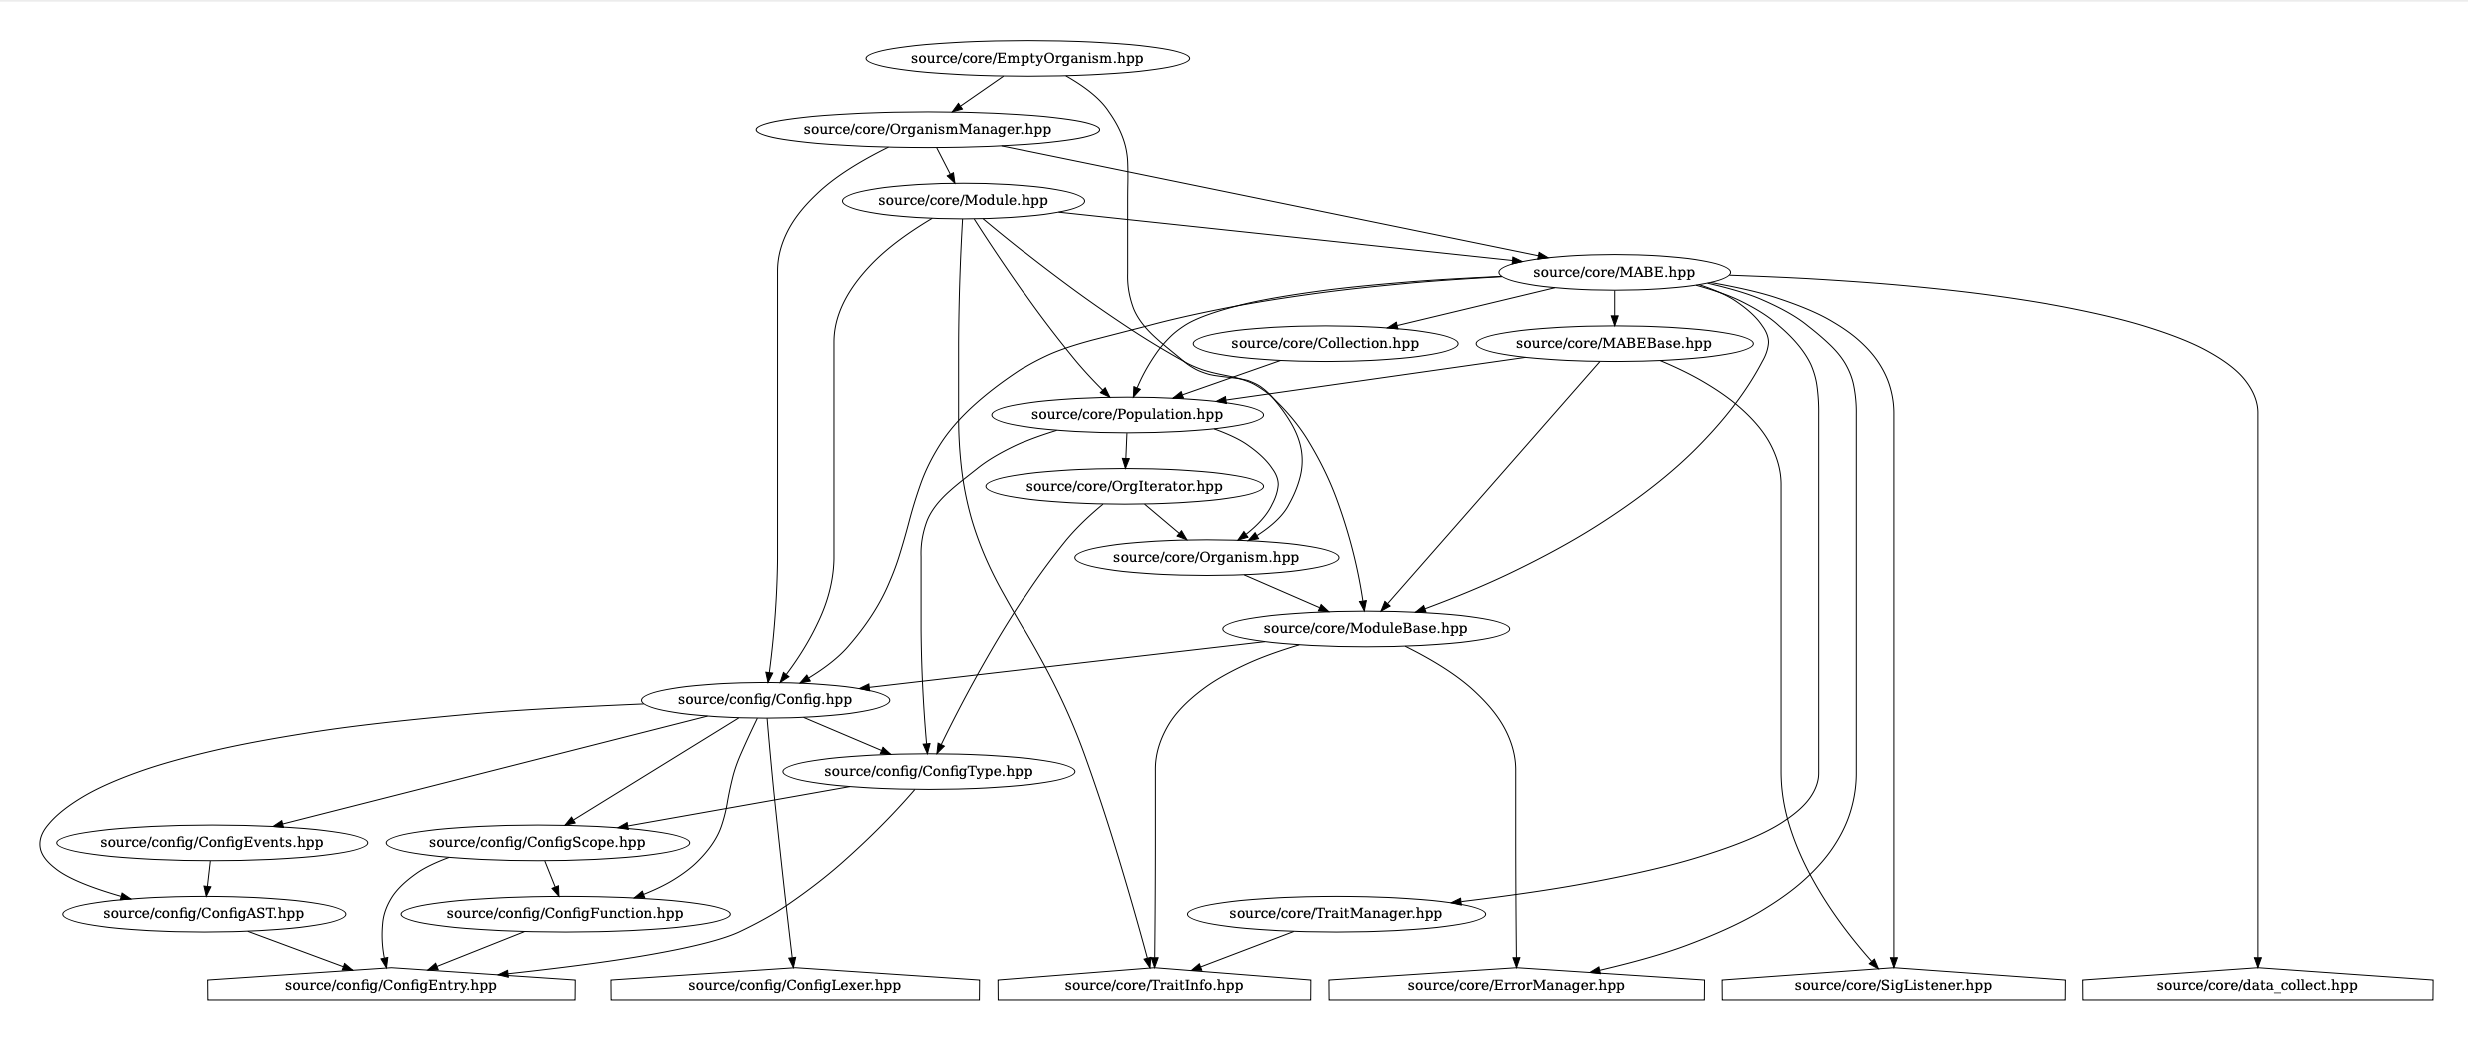 source/core/EmptyOrganism.hpp
source/core/OrganismManager.hpp
source/core/Module.hpp
source/core/MABE.hpp
source/core/Collection.hpp
source/core/MABEBase.hpp
source/core/Population.hpp
source/core/OrgIterator.hpp
source/core/Organism.hpp
source/core/ModuleBase.hpp
source/config/Config.hpp
source/config/ConfigType.hpp
source/config/ConfigEvents.hpp
source/config/ConfigScope.hpp
source/config/ConfigAST.hpp
source/config/ConfigFunction.hpp
source/core/TraitManager.hpp
source/config/ConfigEntry.hpp
source/config/ConfigLexer.hpp
source/core/TraitInfo.hpp
source/core/ErrorManager.hpp
source/core/SigListener.hpp
source/core/data_collect.hpp